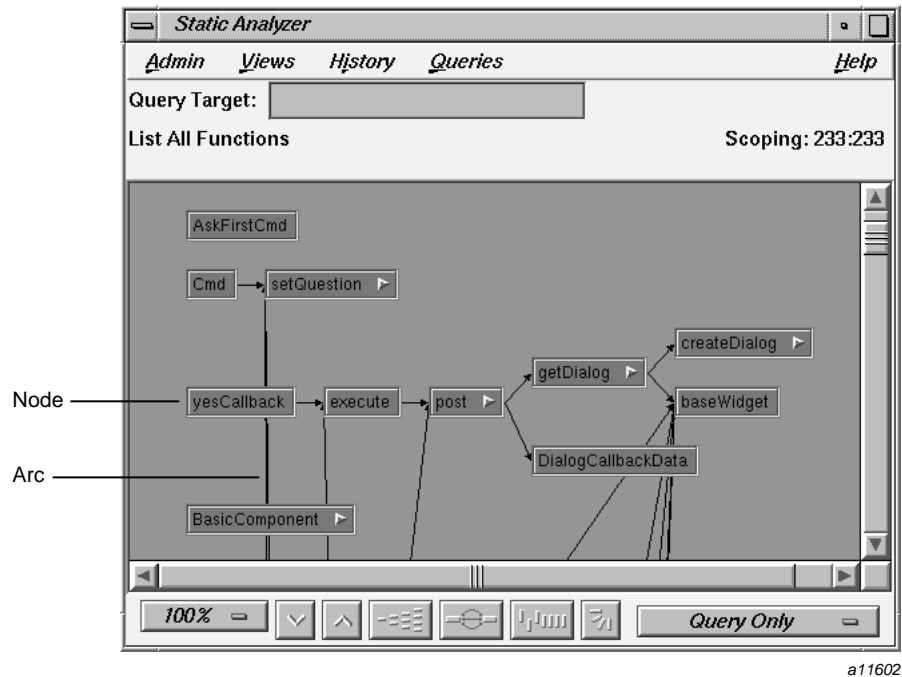 Static Analyzer
Admin Views History Queries Help
Query Target:
List All Functions Scoping: 233:233
AskFirstCmd
Cmd setQuestion
createDialog
getDialog
Node yesCallback execute post baseWidget
DialogCallbackData
Arc
BasicComponent
100% Query Only
a11602